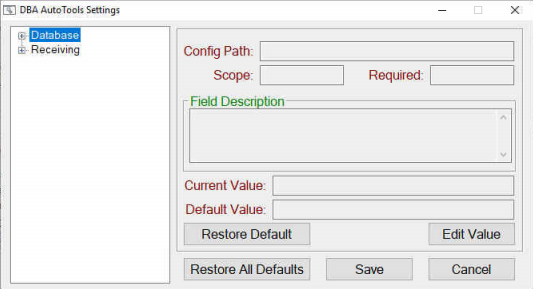 DBA AutoTools Settings
Database
Receiving
Config Path:
Scope: Required:
Field Description
Current Value:
Default Value:
Restore Default Edit Value
Restore All Defaults Save Cancel